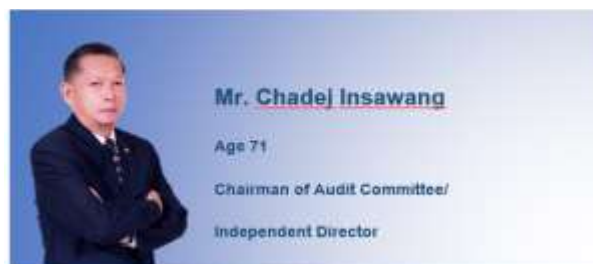 Mr. Chadej Insawang
Age 71
Chairman of Audit Committee/
Independent Director